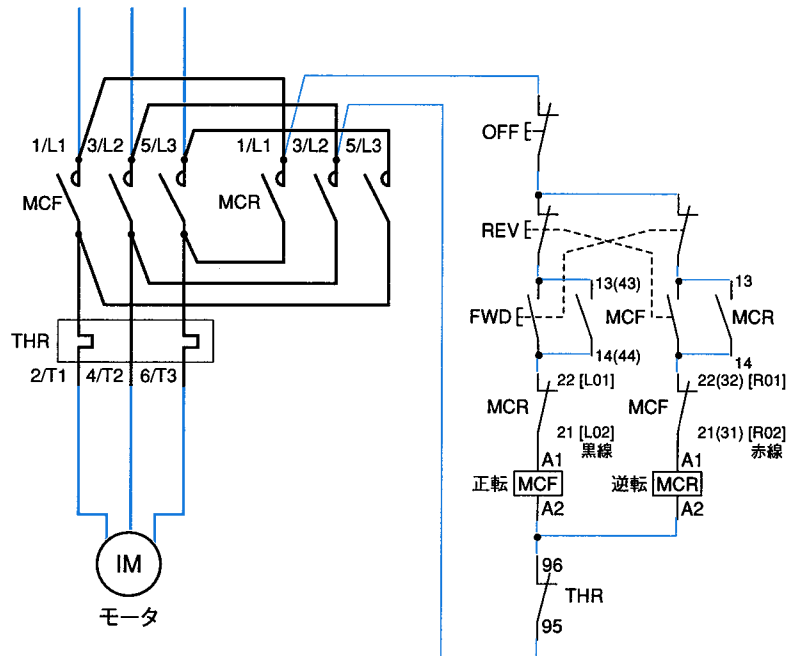 1/L1 3/L2 5/L3
1/L1 3/L2 5/L3
MCF
MCR
THR
2/T1 4/T2 6/T3
IM
モータ
OFF
REV
13(43)
13
FWD
MCF
MCR
14(44)
14
22 [L01]
22(32) [R01]
MCR
MCF
21 [L02]
21(31) [R02]
黒線
赤線
A1
A1
正転 MCF
逆転 MCR
A2
A2
96
THR
95